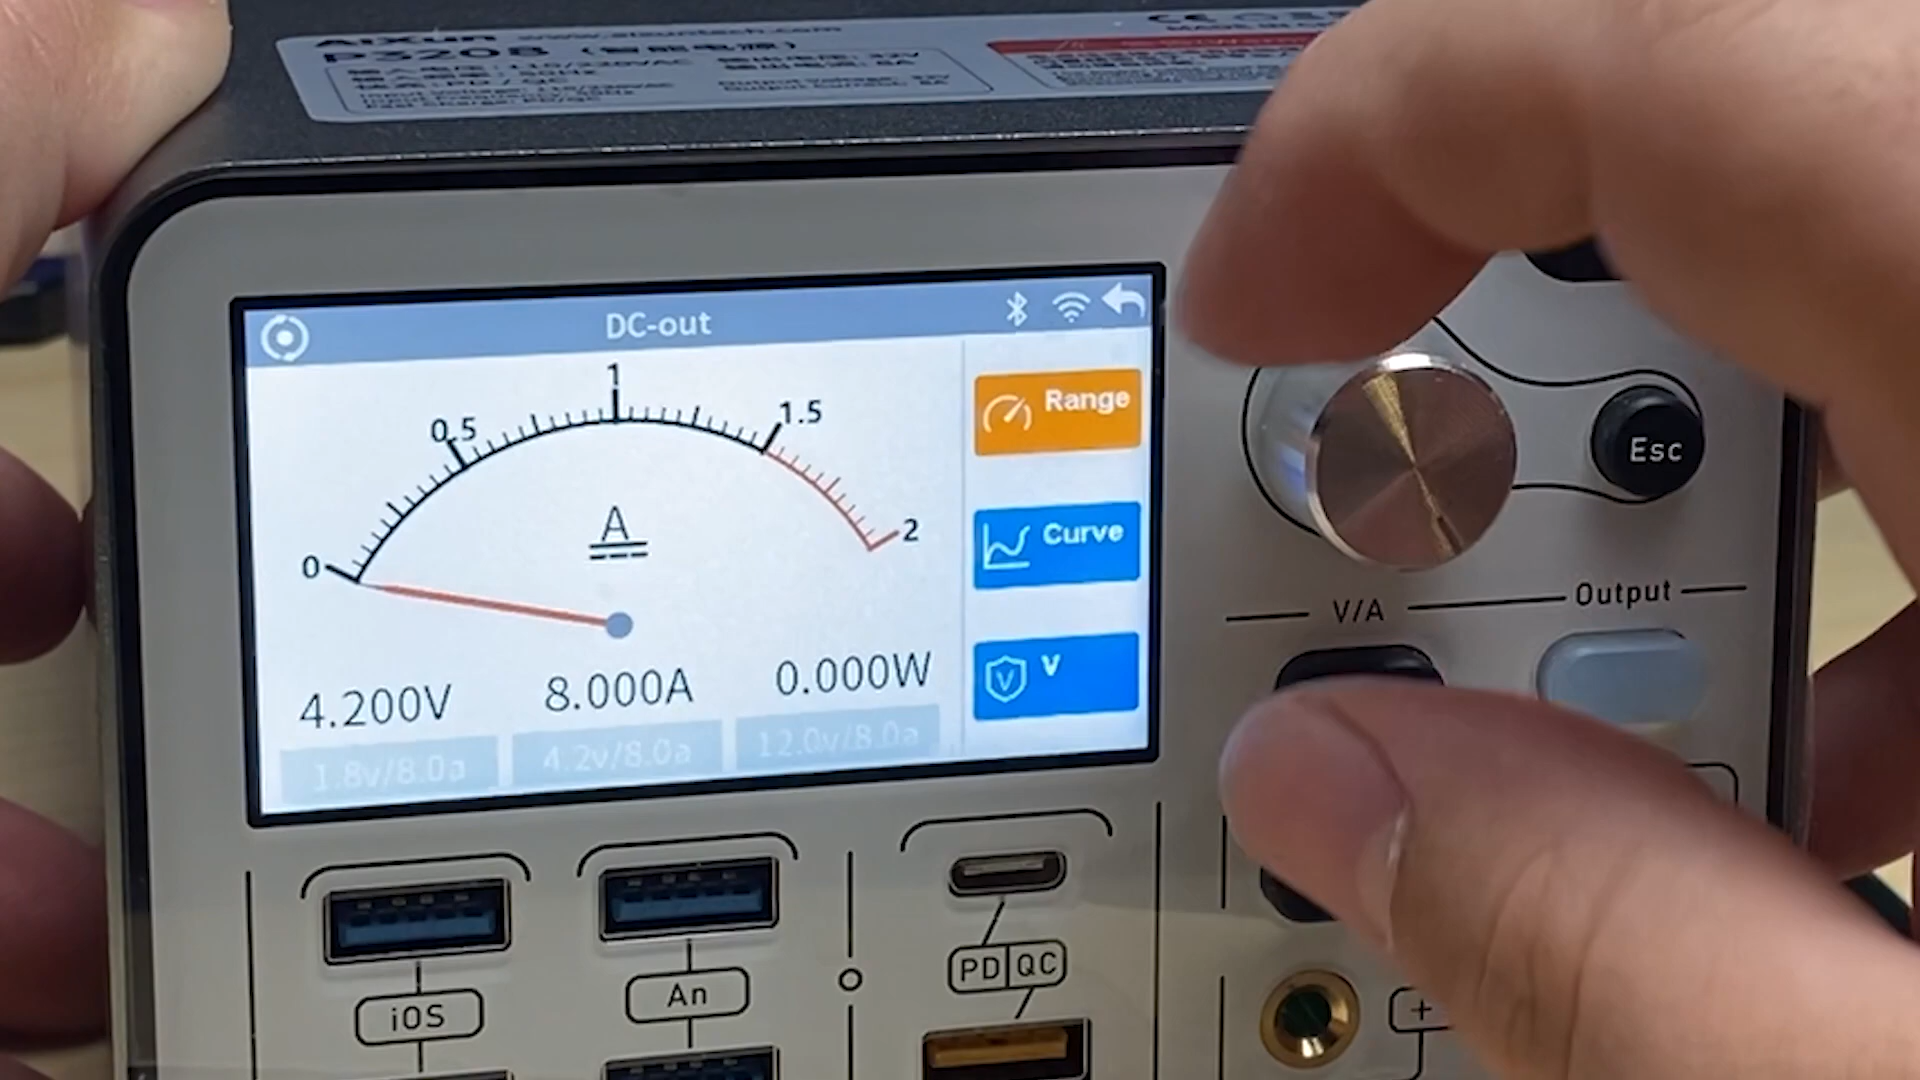 AiXun www.aixuntech.com
P3208 (智能电源)
DC-out
0
0.5
1
1.5
2
A
4.200V 8.000A 0.000W
1.8v/8.0a 4.2v/8.0a 12.0v/8.0a
Range
Curve
V
V
Esc
V/A
Output
iOS
An
PD QC
+